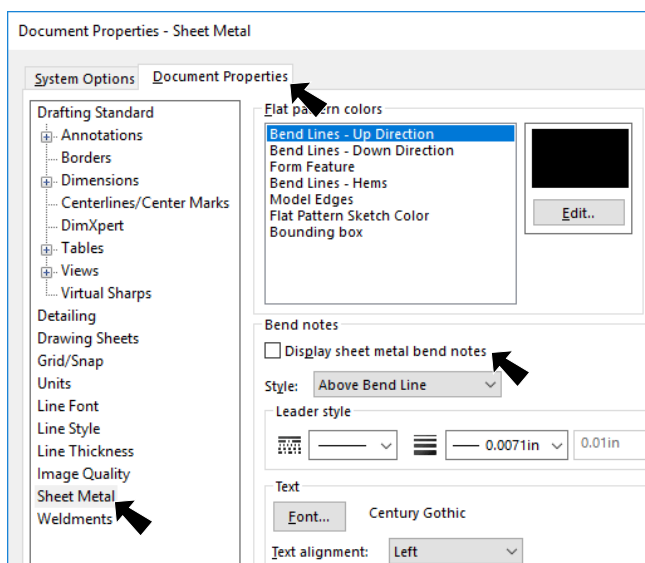 Document Properties - Sheet Metal
System Options
Document Properties
Drafting Standard
Annotations
Borders
Dimensions
Centerlines/Center Marks
DimXpert
Tables
Views
Virtual Sharps
Detailing
Drawing Sheets
Grid/Snap
Units
Line Font
Line Style
Line Thickness
Image Quality
Sheet Metal
Weldments
Flat pattern colors
Bend Lines - Up Direction
Bend Lines - Down Direction
Form Feature
Bend Lines - Hems
Model Edges
Flat Pattern Sketch Color
Bounding box
Edit..
Bend notes
Display sheet metal bend notes
Style: Above Bend Line
Leader style
0.0071in 0.01in
Text
Font... Century Gothic
Text alignment: Left